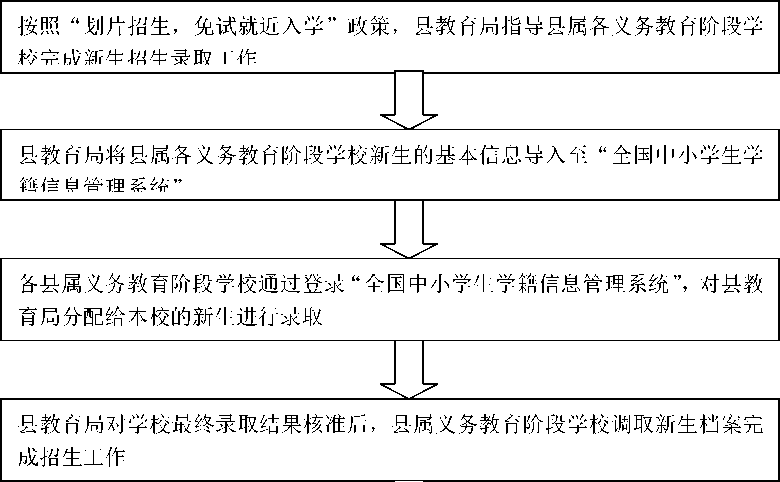 按照“划片招生，免试就近入学”政策，县教育局指导县属各义务教育阶段学
校完成新生招生录取工作
县教育局将县属各义务教育阶段学校新生的基本信息导入至“全国中小学生学
籍信息管理系统”
各县属义务教育阶段学校通过登录“全国中小学生学籍信息管理系统”，对县教
育局分配给本校的新生进行录取
县教育局对学校最终录取结果核准后，县属义务教育阶段学校调取新生档案完
成招生工作